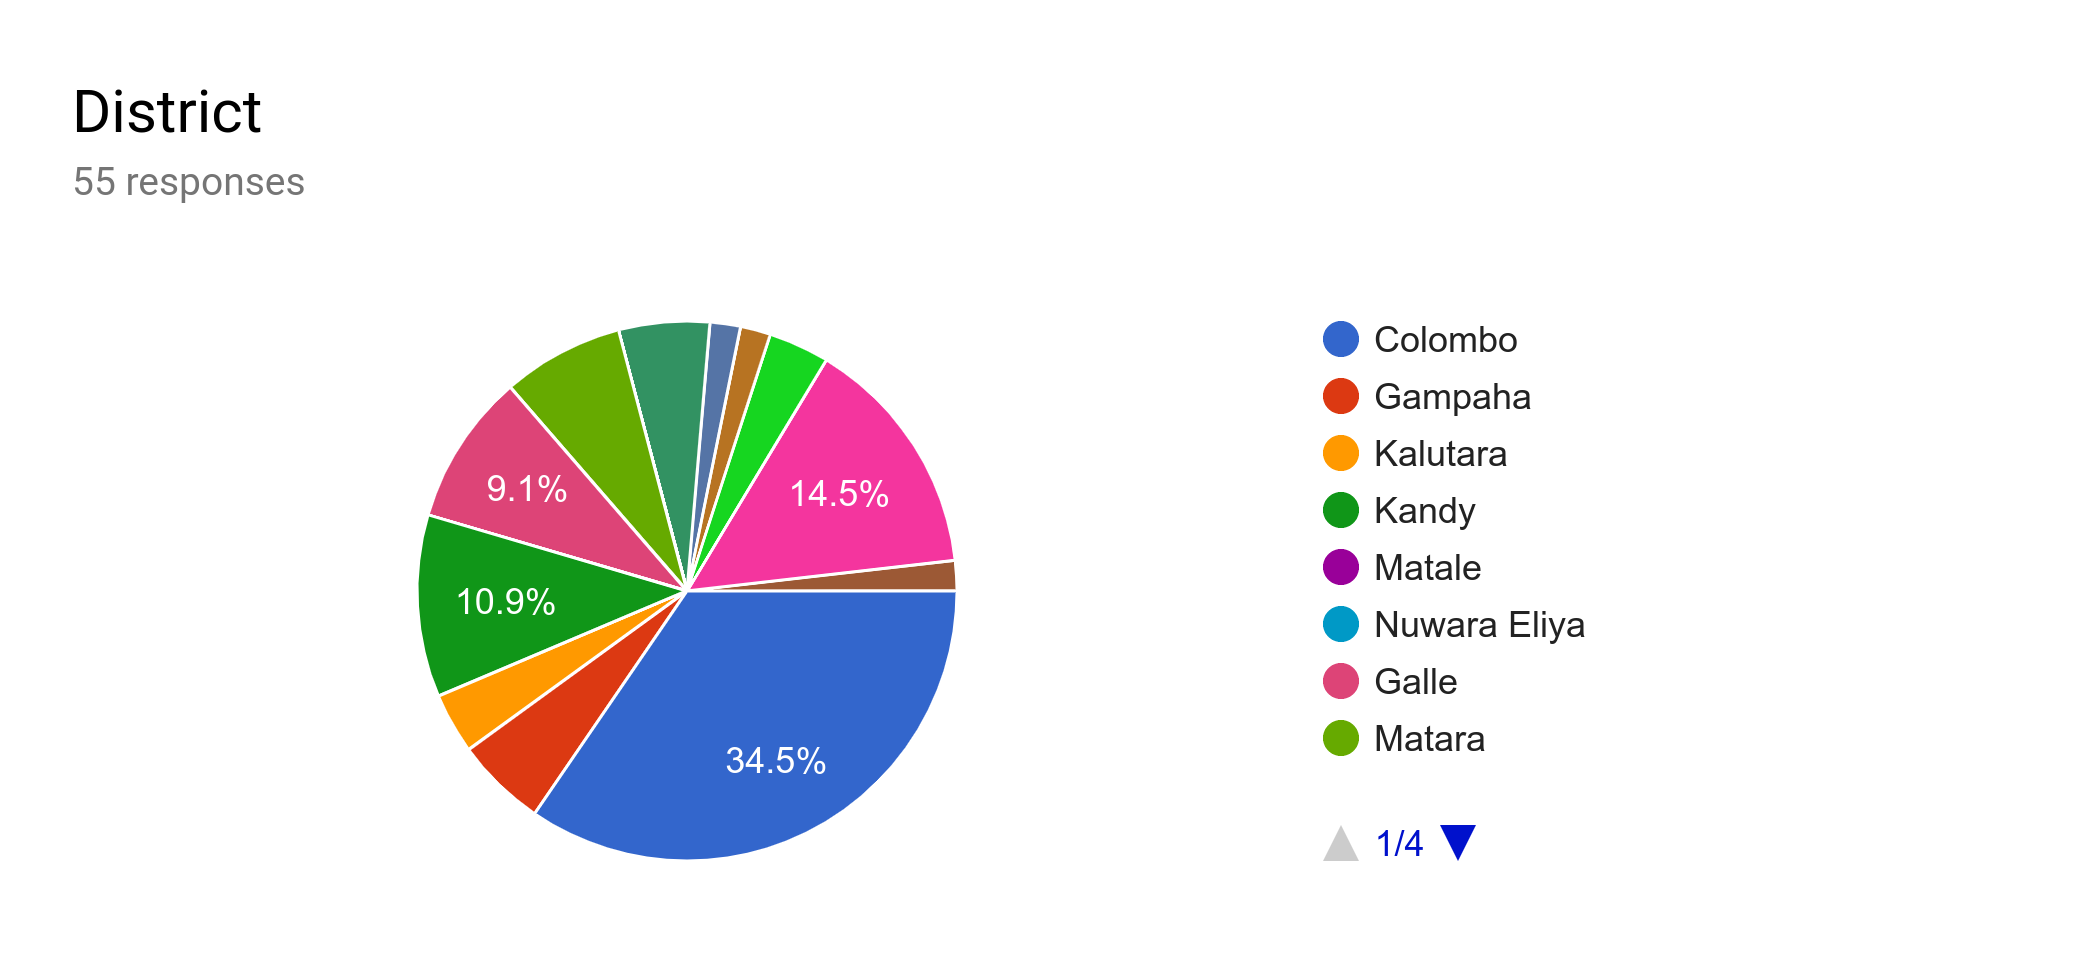 District
55 responses
14.5%
9.1%
10.9%
34.5%
Colombo
Gampaha
Kalutara
Kandy
Matale
Nuwara Eliya
Galle
Matara
1/4